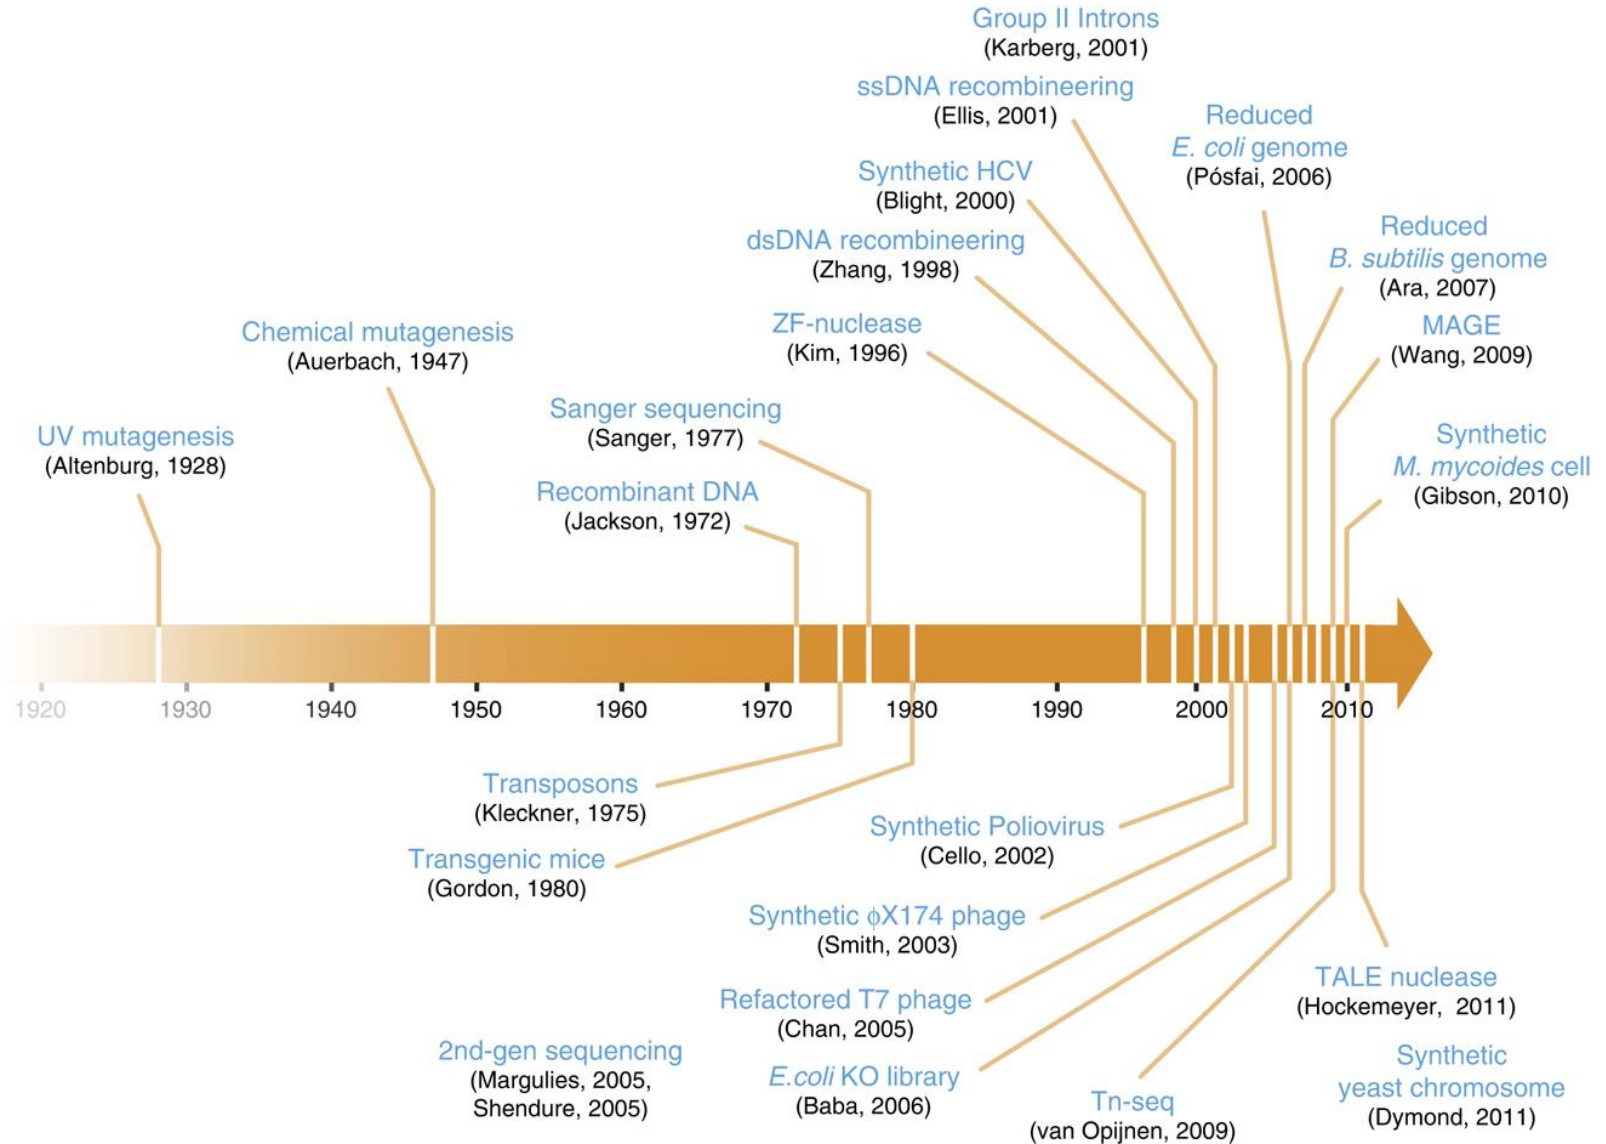 Group II Introns
(Karberg, 2001)
ssDNA recombineering
(Ellis, 2001)
Reduced
E. coli genome
(Pósfai, 2006)
Synthetic HCV
(Blight, 2000)
dsDNA recombineering
(Zhang, 1998)
Reduced
B. subtilis genome
(Ara, 2007)
ZF-nuclease
(Kim, 1996)
MAGE
(Wang, 2009)
Chemical mutagenesis
(Auerbach, 1947)
Sanger sequencing
(Sanger, 1977)
UV mutagenesis
(Altenburg, 1928)
Synthetic
M. mycoides cell
(Gibson, 2010)
Recombinant DNA
(Jackson, 1972)
1920 1930 1940 1950 1960 1970 1980 1990 2000 2010
Transposons
(Kleckner, 1975)
Transgenic mice
(Gordon, 1980)
Synthetic Poliovirus
(Cello, 2002)
Synthetic ϕX174 phage
(Smith, 2003)
TALE nuclease
(Hockemeyer, 2011)
Refactored T7 phage
(Chan, 2005)
2nd-gen sequencing
(Margulies, 2005,
Shendure, 2005)
E.coli KO library
(Baba, 2006)
Tn-seq
(van Opijnen, 2009)
Synthetic
yeast chromosome
(Dymond, 2011)